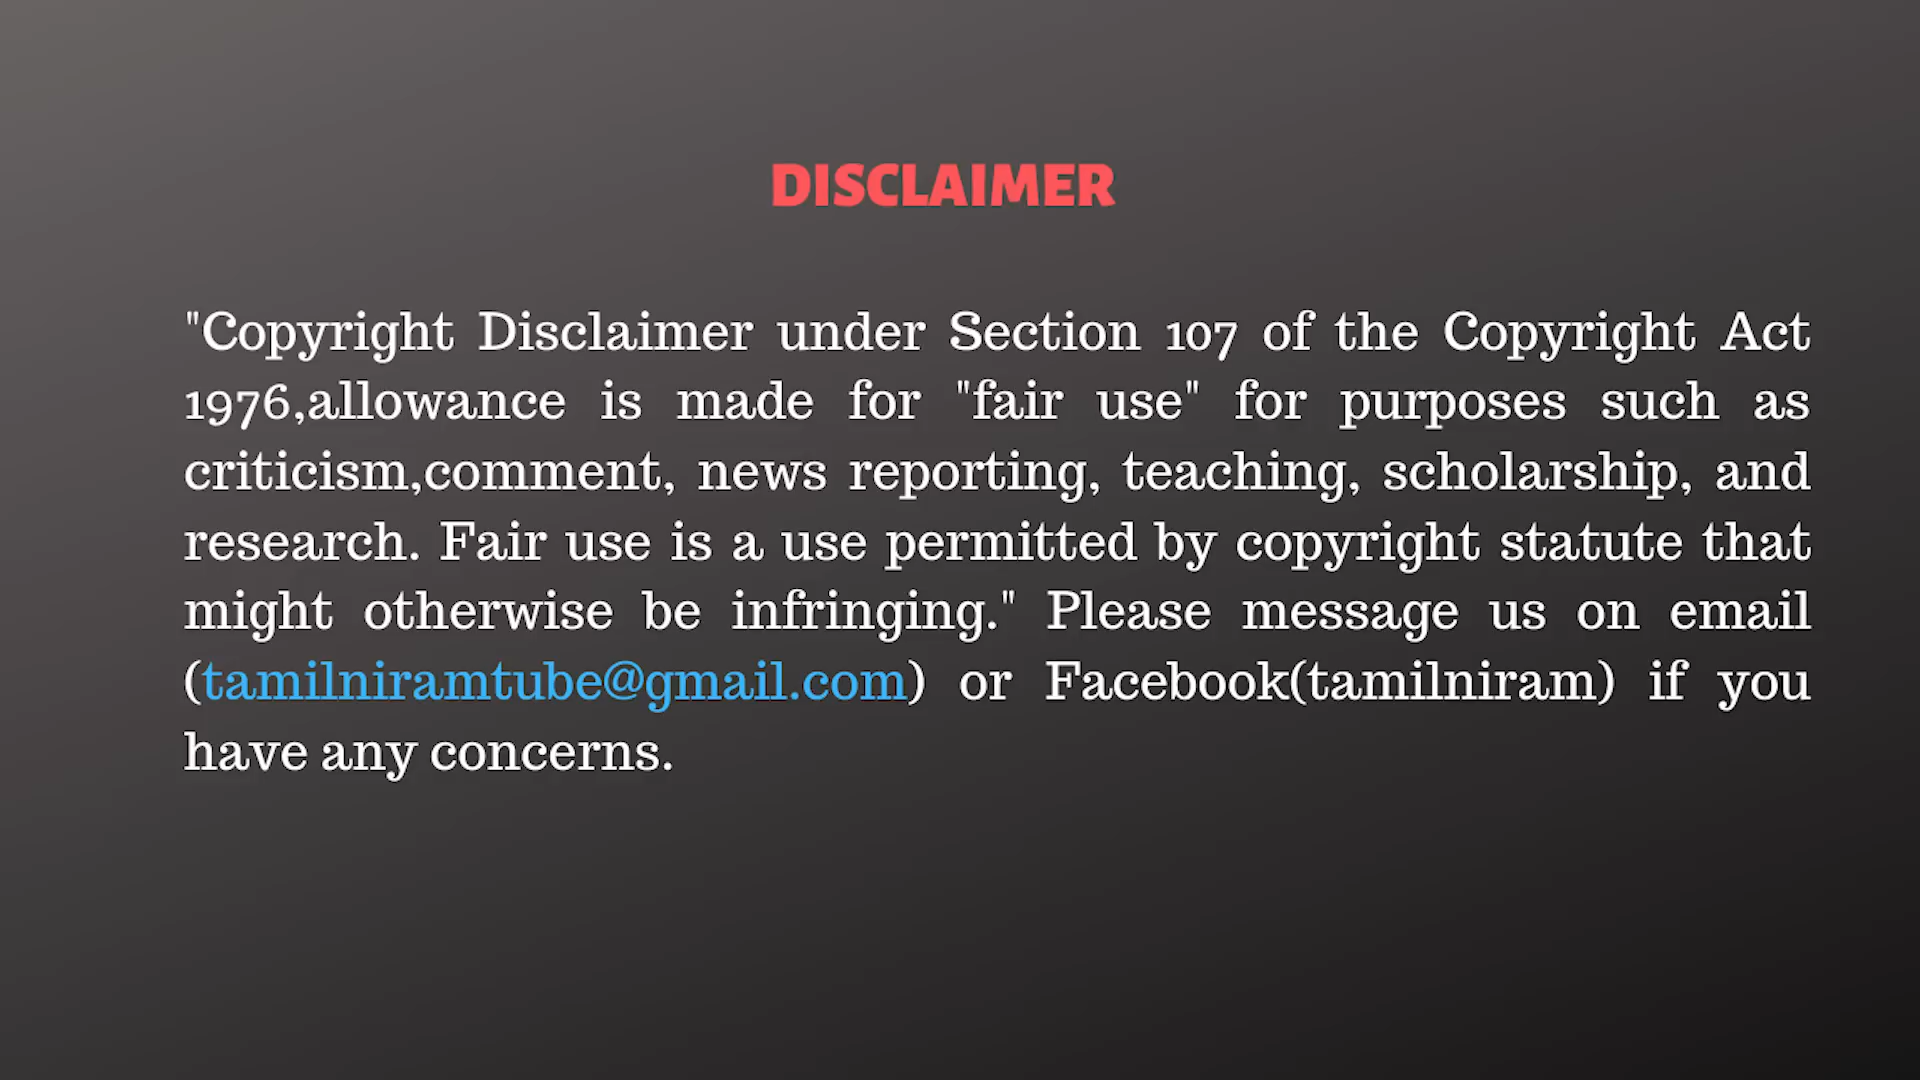 DISCLAIMER
"Copyright Disclaimer under Section 107 of the Copyright Act
1976,allowance is made for "fair use" for purposes such as
criticism,comment, news reporting, teaching, scholarship, and
research. Fair use is a use permitted by copyright statute that
might otherwise be infringing." Please message us on email
(tamilniramtube@gmail.com) or Facebook(tamilniram) if you
have any concerns.